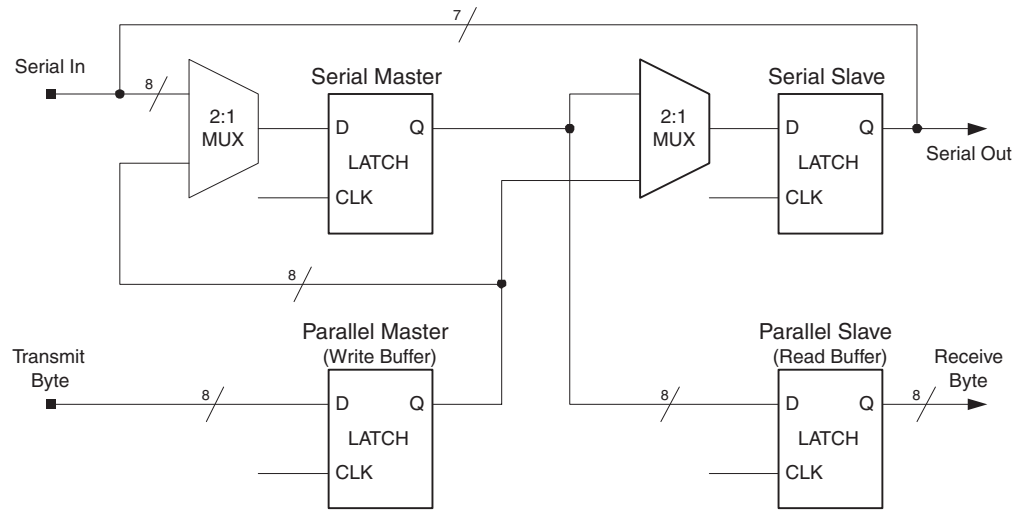 7
Serial In
8
2:1
MUX
Serial Master
D Q
LATCH
CLK
2:1
MUX
Serial Slave
D Q
LATCH
CLK
Serial Out
8
Transmit
Byte
8
Parallel Master
(Write Buffer)
D Q
LATCH
CLK
8
Parallel Slave
(Read Buffer)
D Q
LATCH
CLK
8
Receive
Byte